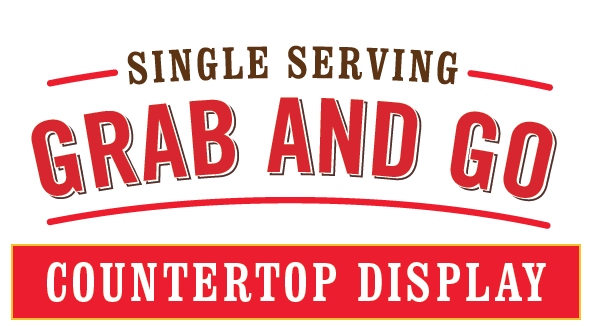 SINGLE SERVING
GRAB AND GO
COUNTERTOP DISPLAY